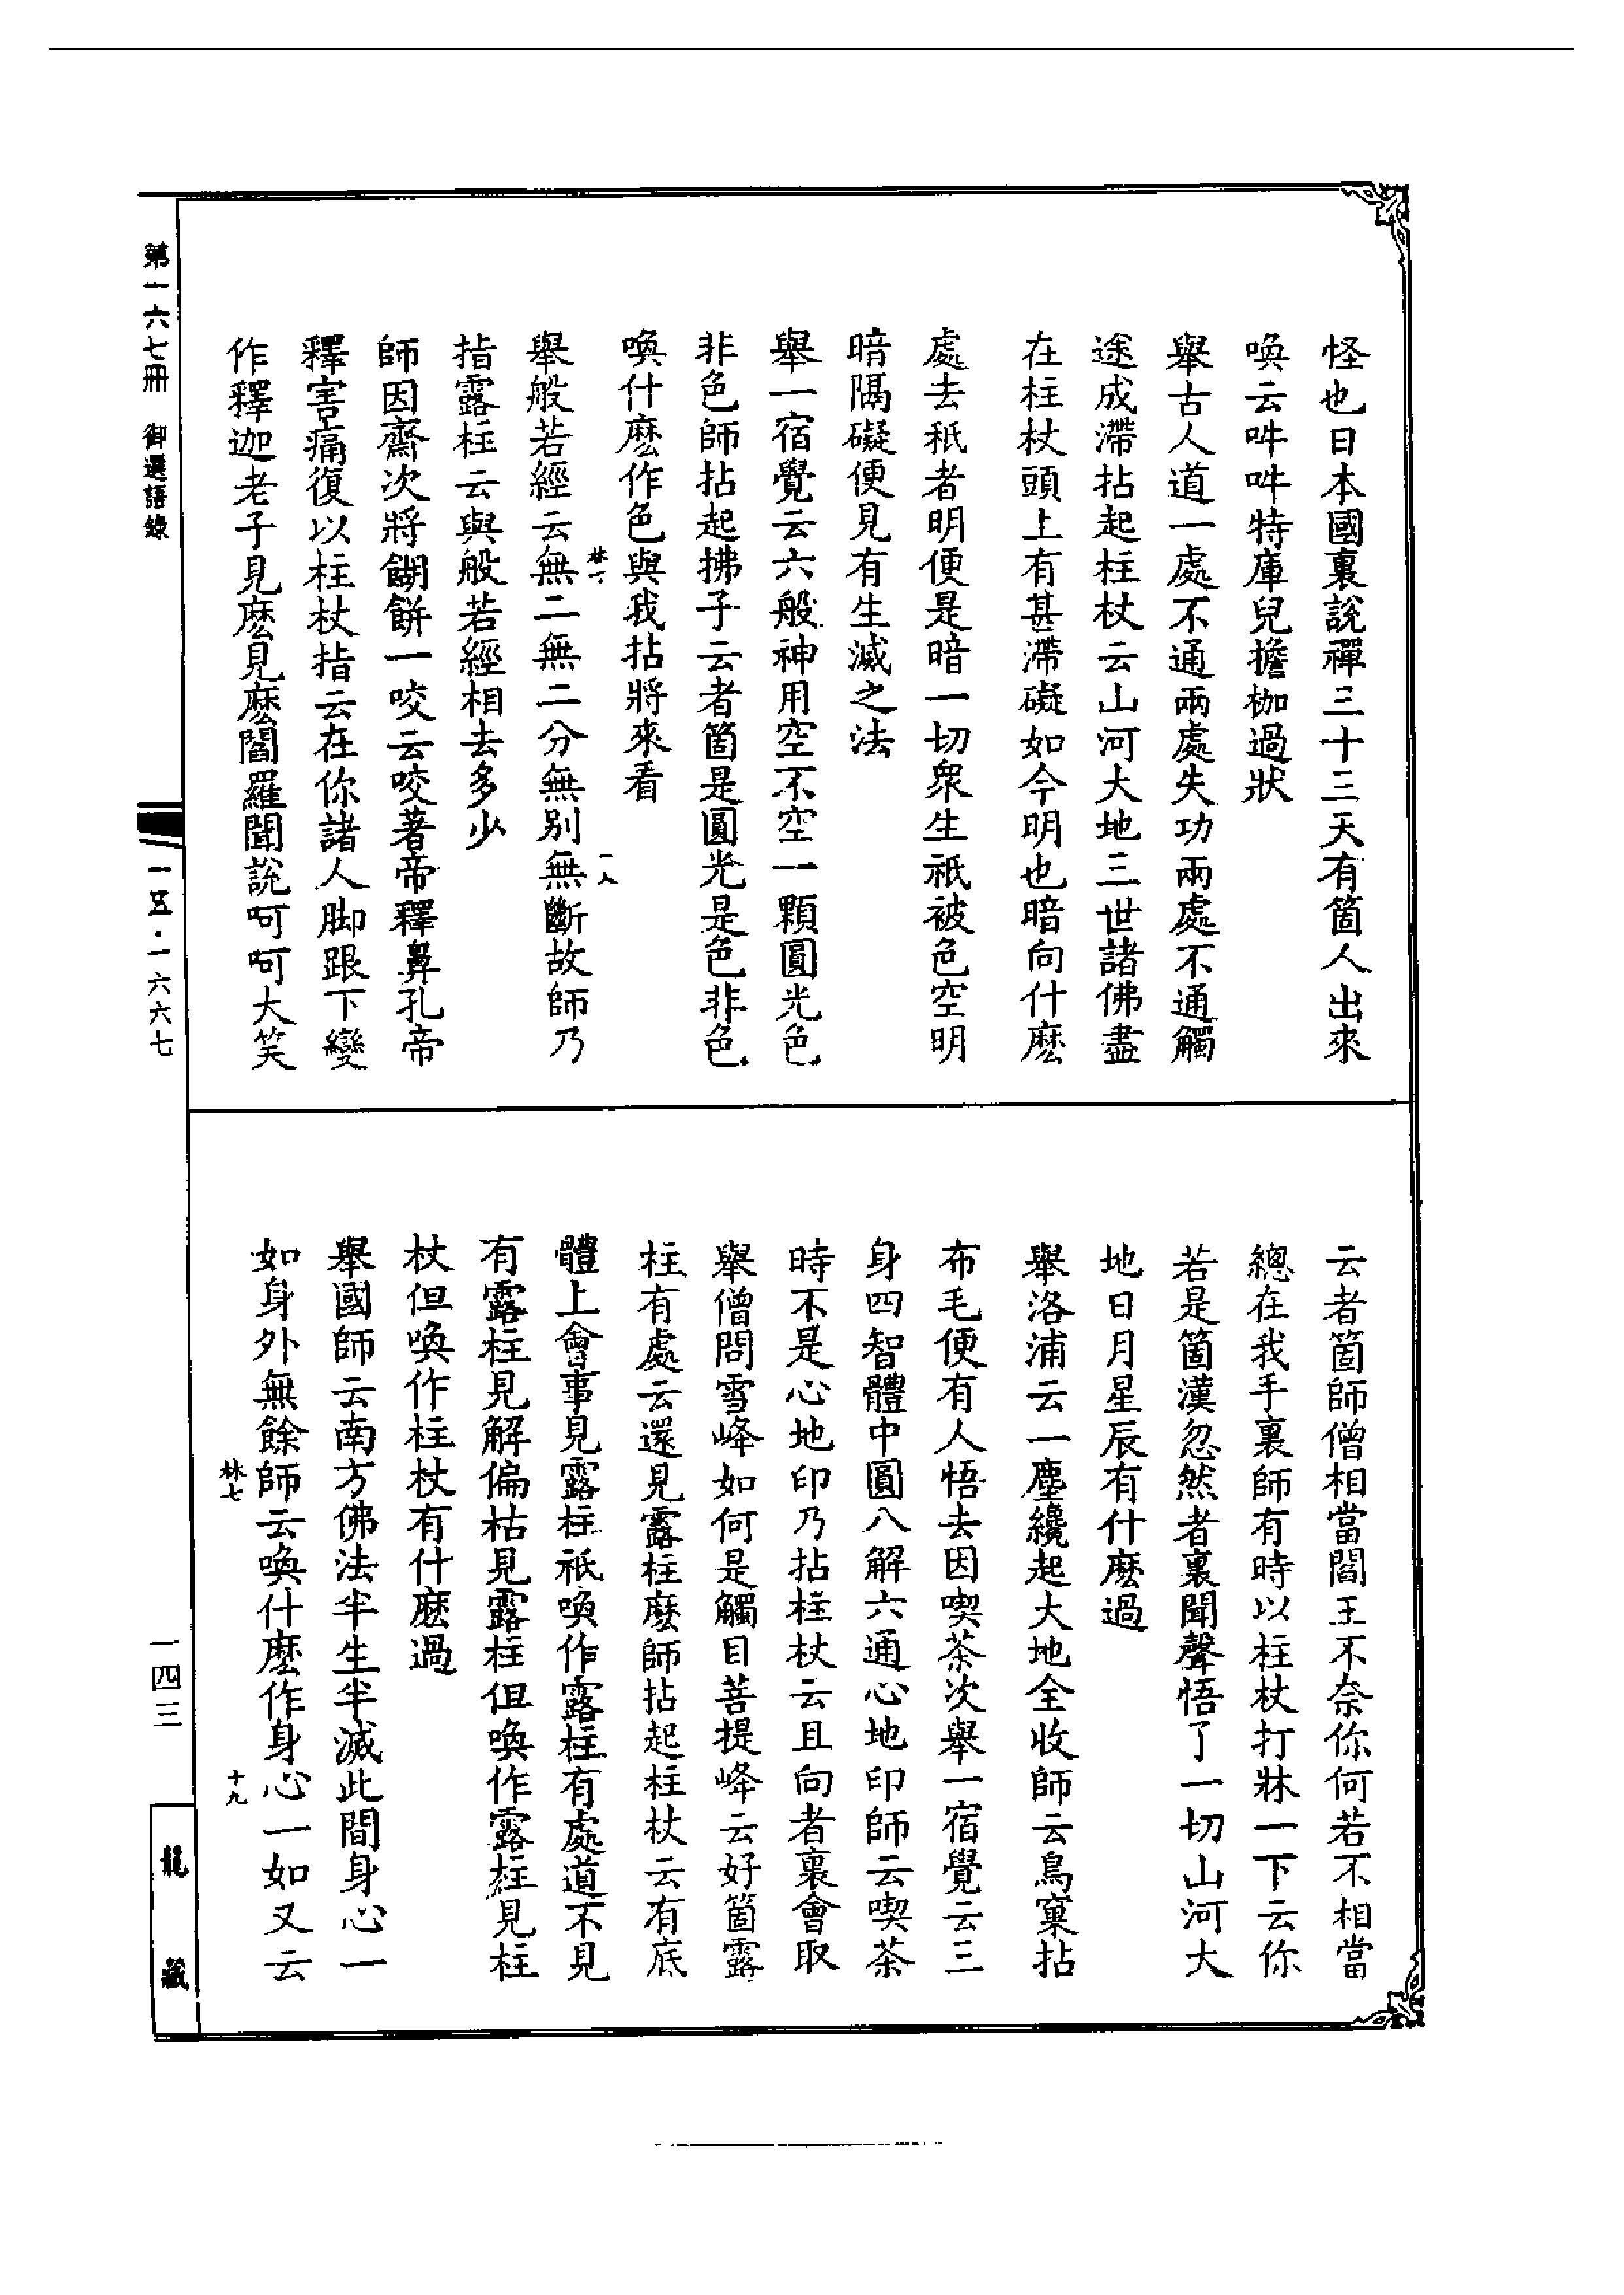 怪也日本國裏說禪三十三天有箇人出來
喚云吽吽特庫兒擔枷過狀
舉古人道一處不通兩處失功兩處不通觸
途成滯拈起柱杖云山河大地三世諸佛盡
在柱杖頭上有甚滯礙如今明也暗向什麽
處去秖者明便是暗一切衆生祇被色空明
暗隔礙便見有生滅之法
舉一宿覺云六般神用空不空一顆圓光色
非色師拈起拂子云者箇是圓光是色非色
喚什麽作色與我拈將來看
舉般若經云無二無二分無別無斷故師乃
指露柱云與般若經相去多少
師因齋次將餬餅一咬云咬著帝釋鼻孔帝
釋害痛復以柱杖指云在你諸人脚跟下變
作釋迦老子見麽見麽閻羅聞說呵呵大笑
云者箇師僧相當閻王不奈你何若不相當
總在我手裏師有時以柱杖打牀一下云你
若是箇漢忽然者裏聞聲悟了一切山河大
地日月星辰有什麽過
舉洛浦云一塵纔起大地全收師云鳥窠拈
布毛便有人悟去因喫茶次舉一宿覺云三
身四智體中圓八解六通心地印師云喫茶
時不是心地印乃拈柱杖云且向者裏會取
舉僧問雪峰如何是觸目菩提峰云好箇露
柱有處云還見露柱麽師拈起柱杖云有底
體上會事見露柱祇喚作露柱有處道不見
有露柱見解偏枯見露柱但喚作露柱見柱
杖但喚作柱杖有什麽過
舉國師云南方佛法半生半滅此間身心一
如身外無餘師云喚什麽作身心一如又云
林七
十九
第一六七冊 御選語錄
一五·一六六七
一四三
龍藏